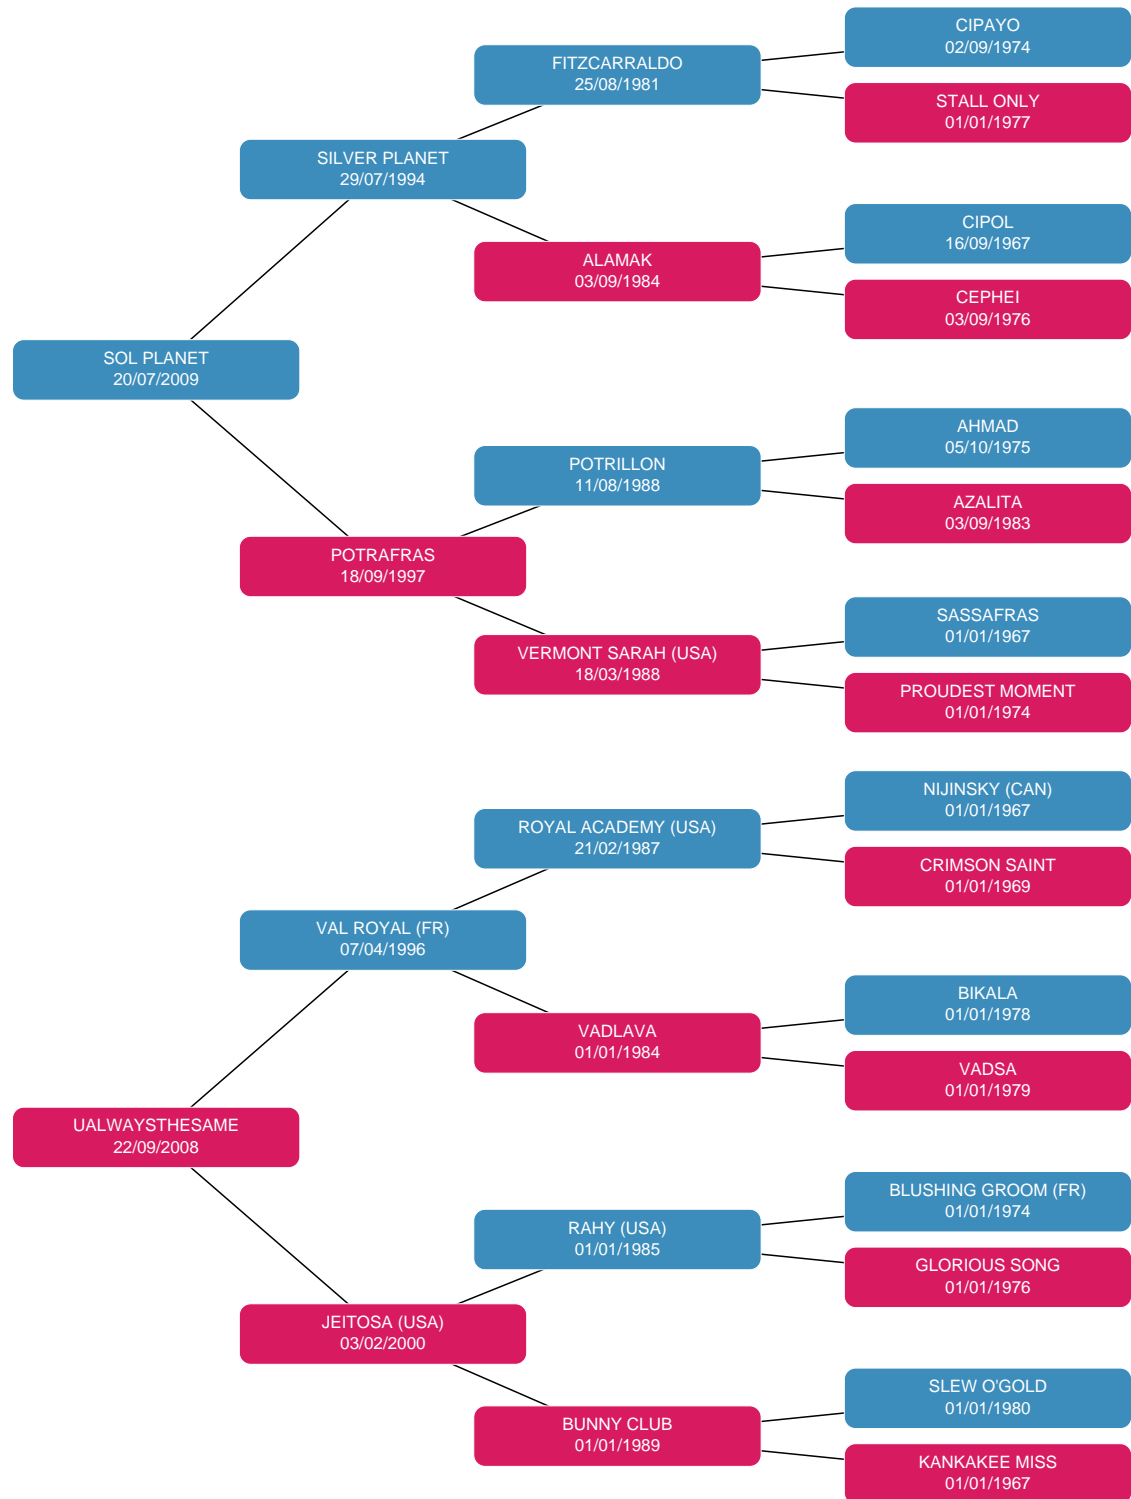 CIPAYO
02/09/1974
FITZCARRALDO
25/08/1981
STALL ONLY
01/01/1977
SILVER PLANET
29/07/1994
CIPOL
16/09/1967
ALAMAK
03/09/1984
CEPHEI
03/09/1976
SOL PLANET
20/07/2009
AHMAD
05/10/1975
POTRILLON
11/08/1988
AZALITA
03/09/1983
POTRAFRAS
18/09/1997
SASSAFRAS
01/01/1967
VERMONT SARAH (USA)
18/03/1988
PROUDEST MOMENT
01/01/1974
NIJINSKY (CAN)
01/01/1967
ROYAL ACADEMY (USA)
21/02/1987
CRIMSON SAINT
01/01/1969
VAL ROYAL (FR)
07/04/1996
BIKALA
01/01/1978
VADLAVA
01/01/1984
VADSA
01/01/1979
UALWAYSTHESAME
22/09/2008
BLUSHING GROOM (FR)
01/01/1974
RAHY (USA)
01/01/1985
GLORIOUS SONG
01/01/1976
JEITOSA (USA)
03/02/2000
SLEW O'GOLD
01/01/1980
BUNNY CLUB
01/01/1989
KANKAKEE MISS
01/01/1967